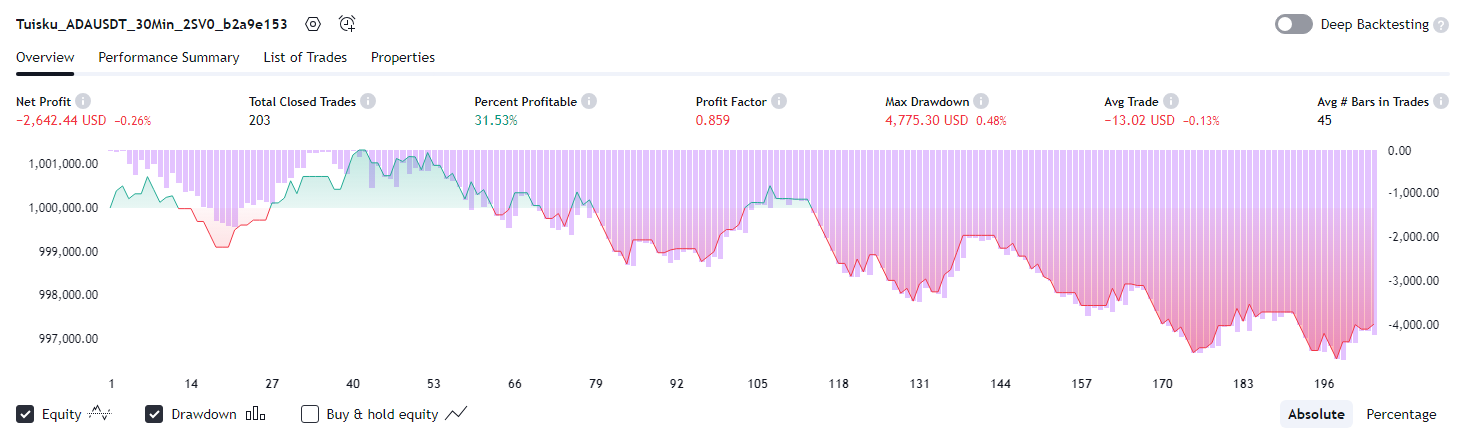 Tuisku_ADAUSDT_30Min_2SV0_b2a9e153 Deep Backtesting ?
Overview Performance Summary List of Trades Properties
Net Profit Total Closed Trades Percent Profitable Profit Factor Max Drawdown Avg Trade Avg # Bars in Trades
−2,642.44 USD −0.26% 203 31.53% 0.859 4,775.30 USD 0.48% −13.02 USD −0.13% 45
1,001,000.00
1,000,000.00
999,000.00
998,000.00
997,000.00
0.00
-1,000.00
-2,000.00
-3,000.00
-4,000.00
1 14 27 40 53 66 79 92 105 118 131 144 157 170 183 196
Equity Drawdown Buy & hold equity Absolute Percentage